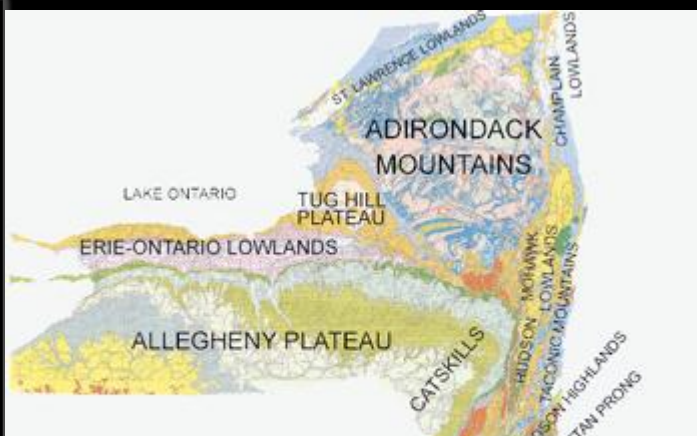 ST LAWRENCE LOWLANDS
CHAMPLAIN
LOWLANDS
ADIRONDACK
MOUNTAINS
LAKE ONTARIO
TUG HILL
PLATEAU
ERIE-ONTARIO LOWLANDS
HUDSON MOHAWK
LOWLANDS
TACONIC MOUNTAINS
ALLEGHENY PLATEAU
CATSKILLS
HIGHLANDS
PRONG